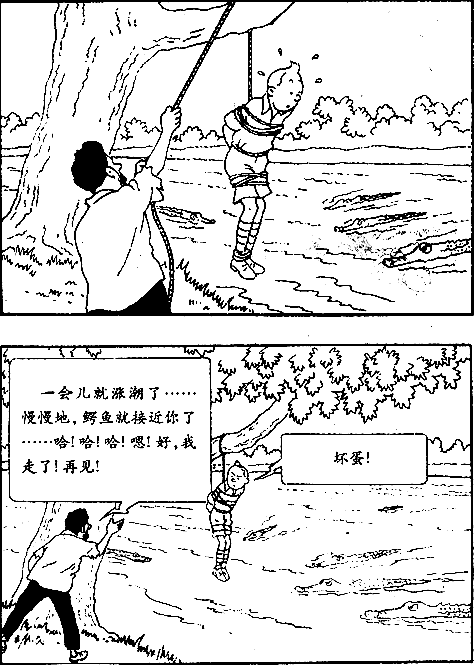 一会儿就涨潮了……
慢慢地，鳄鱼就接近你了
……哈！哈！哈！嗯！好，我
走了！再见！
坏蛋！